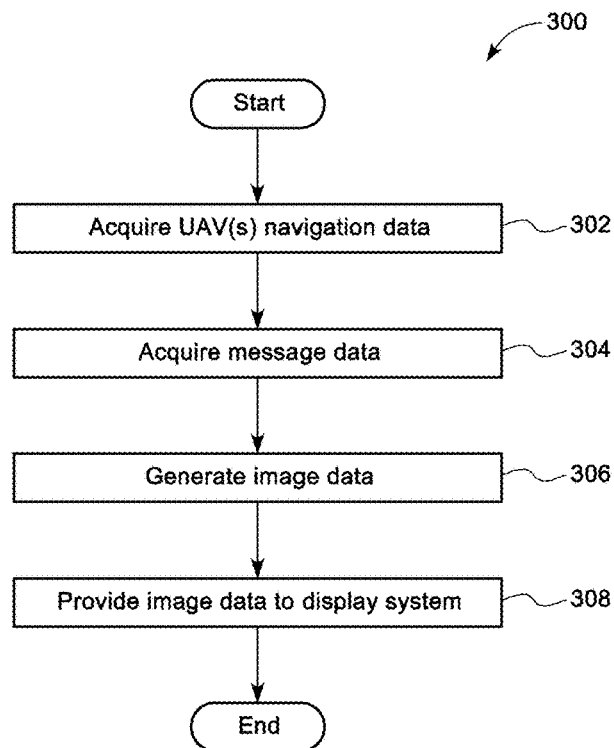 300
Start
Acquire UAV(s) navigation data
302
Acquire message data
304
Generate image data
306
Provide image data to display system
308
End